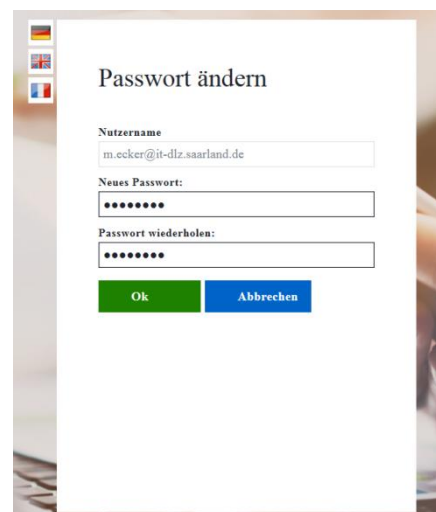 Passwort ändern
Nutzername
m.ecker@it-dlz.saarland.de
Neues Passwort:
••••••••
Passwort wiederholen:
••••••••
Ok Abbrechen